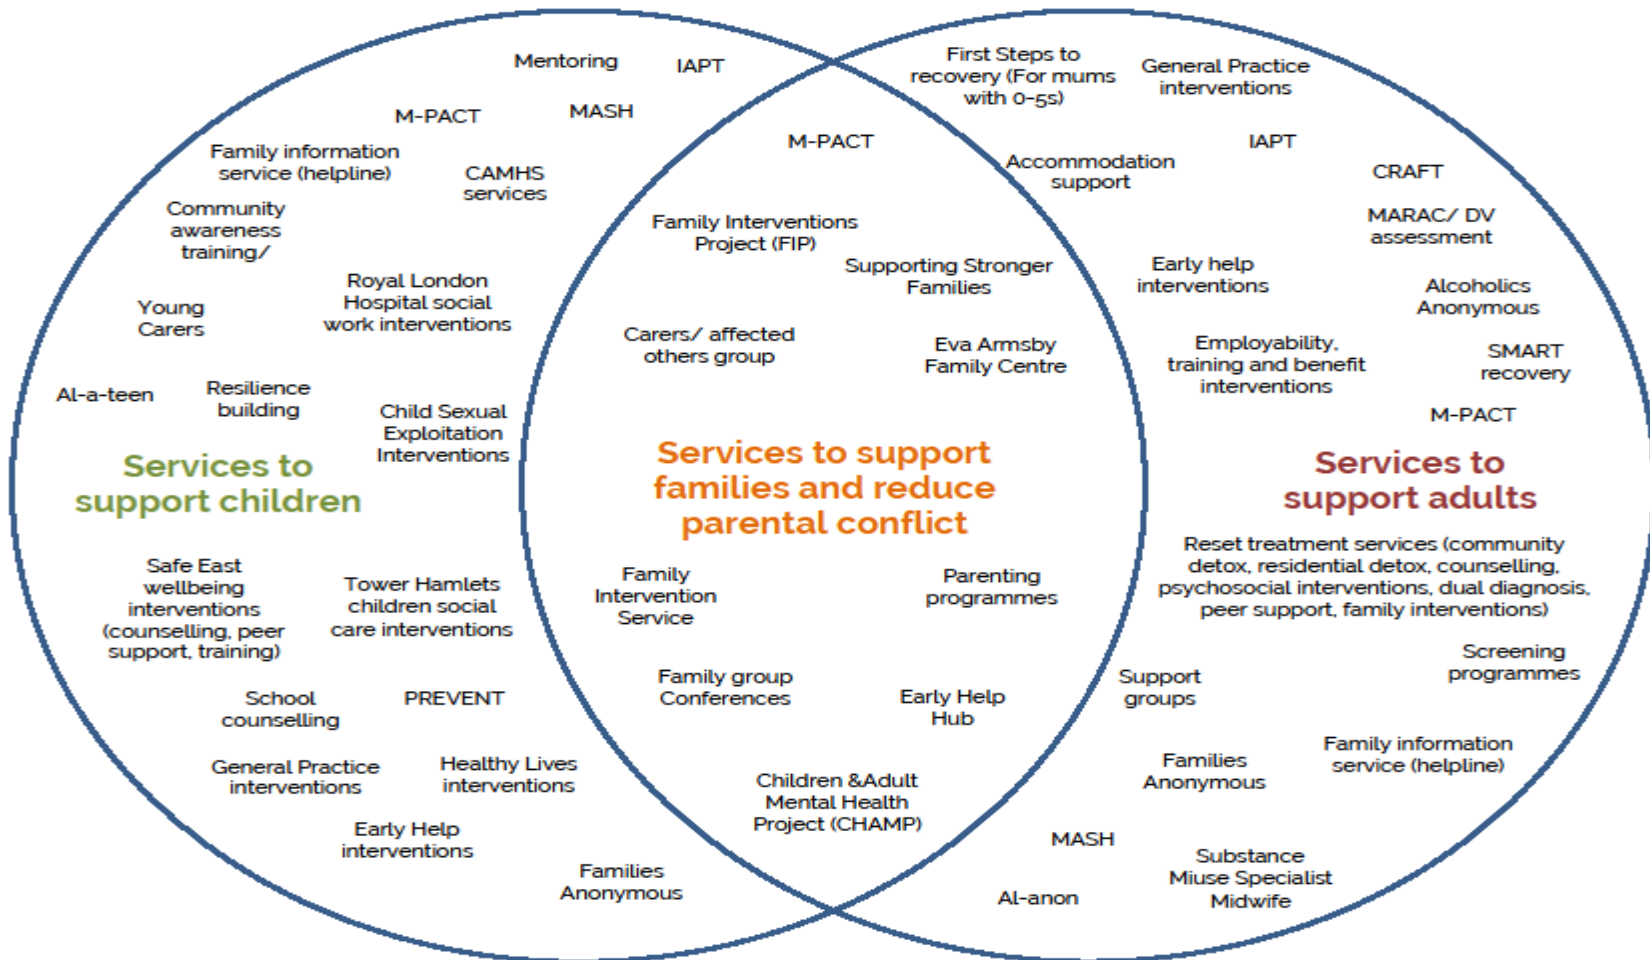 Mentoring
IAPT
M-PACT
MASH
Family information
service (helpline)
CAMHS
services
Community
awareness
training/
Royal London
Hospital social
work interventions
Young
Carers
Al-a-teen
Resilience
building
Child Sexual
Exploitation
Interventions
Services to
support children
Safe East
wellbeing
interventions
(counselling, peer
support, training)
Tower Hamlets
children social
care interventions
School
counselling
PREVENT
General Practice
interventions
Healthy Lives
interventions
Early Help
interventions
Families
Anonymous
M-PACT
Family Interventions
Project (FIP)
Supporting Stronger
Families
Carers/ affected
others group
Eva Armsby
Family Centre
Services to support
families and reduce
parental conflict
Family
Intervention
Service
Parenting
programmes
Family group
Conferences
Early Help
Hub
Children &Adult
Mental Health
Project (CHAMP)
First Steps to
recovery (For mums
with 0-5s)
General Practice
interventions
IAPT
Accommodation
support
CRAFT
MARAC/ DV
assessment
Early help
interventions
Alcoholics
Anonymous
Employability,
training and benefit
interventions
SMART
recovery
M-PACT
Services to
support adults
Reset treatment services (community
detox, residential detox, counselling,
psychosocial interventions, dual diagnosis,
peer support, family interventions)
Screening
programmes
Support
groups
Families
Anonymous
Family information
service (helpline)
MASH
Substance
Miuse Specialist
Midwife
Al-anon